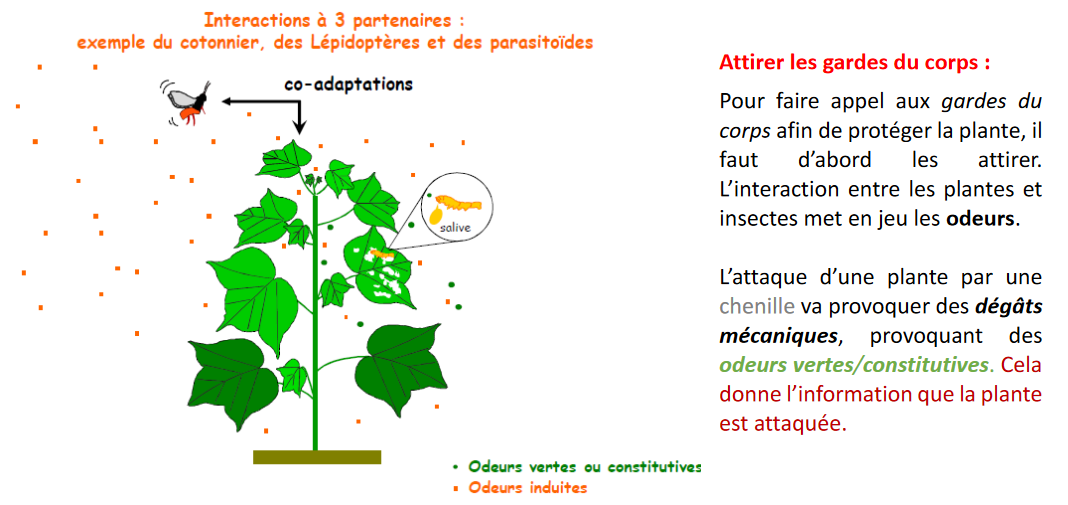 Interactions à 3 partenaires :
exemple du cotonnier, des Lépidoptères et des parasitoïdes
co-adaptations
salive
• Odeurs vertes ou constitutives
▪ Odeurs induites
Attirer les gardes du corps :
Pour faire appel aux gardes du
corps afin de protéger la plante, il
faut d’abord les attirer.
L’interaction entre les plantes et
insectes met en jeu les odeurs.
L’attaque d’une plante par une
chenille va provoquer des dégâts
mécaniques, provoquant des
odeurs vertes/constitutives. Cela
donne l’information que la plante
est attaquée.